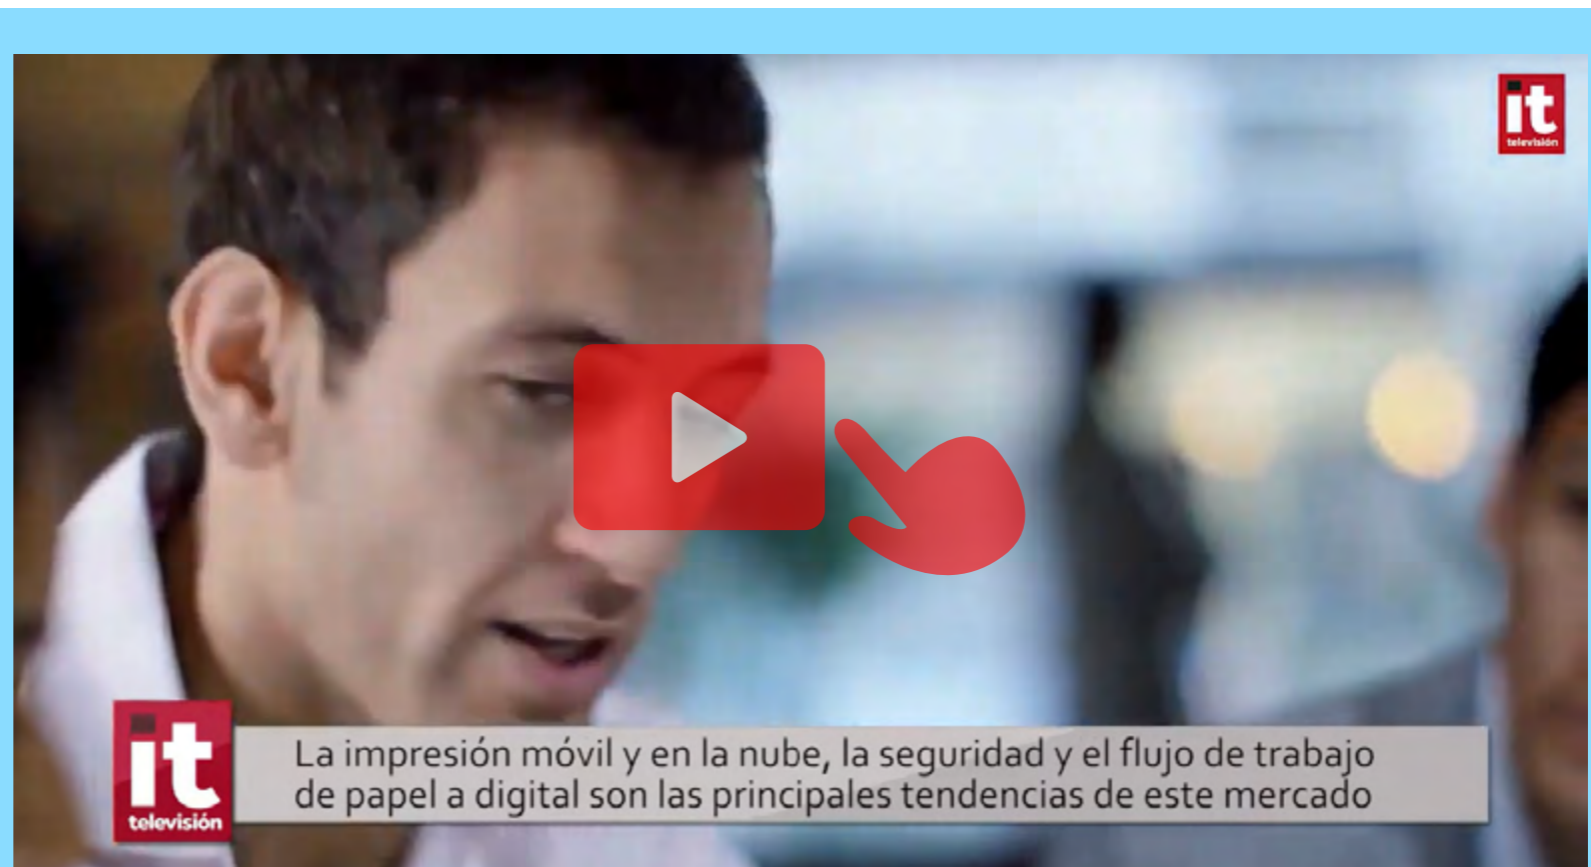 it
televisión
it
televisión
La impresión móvil y en la nube, la seguridad y el flujo de trabajo
de papel a digital son las principales tendencias de este mercado